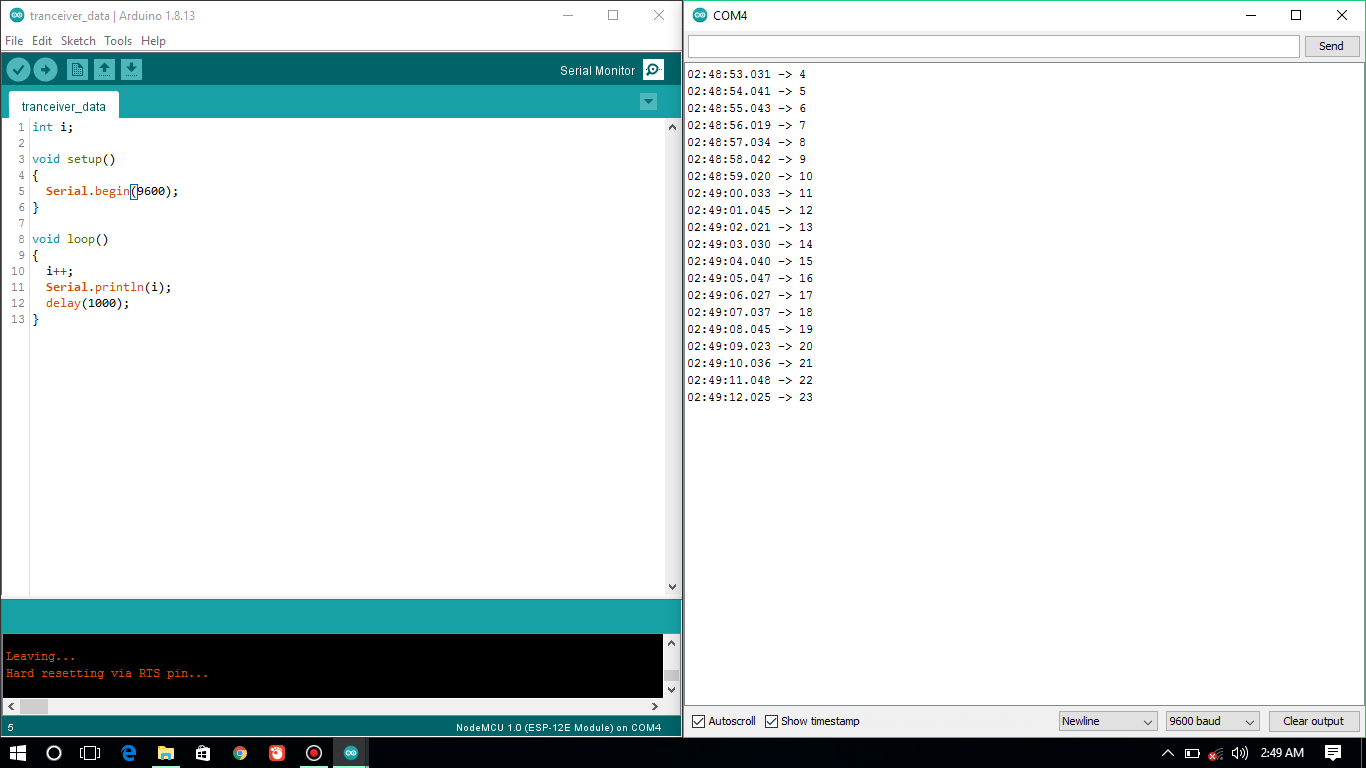 tranceiver_data | Arduino 1.8.13
File Edit Sketch Tools Help
Serial Monitor
tranceiver_data
1 int i;
2
3 void setup()
4 {
5 Serial.begin(9600);
6 }
7
8 void loop()
9 {
10 i++;
11 Serial.println(i);
12 delay(1000);
13 }
Leaving...
Hard resetting via RTS pin...
5 NodeMCU 1.0 (ESP-12E Module) on COM4
COM4
Send
02:48:53.031 -> 4
02:48:54.041 -> 5
02:48:55.043 -> 6
02:48:56.019 -> 7
02:48:57.034 -> 8
02:48:58.042 -> 9
02:48:59.020 -> 10
02:49:00.033 -> 11
02:49:01.045 -> 12
02:49:02.021 -> 13
02:49:03.030 -> 14
02:49:04.040 -> 15
02:49:05.047 -> 16
02:49:06.027 -> 17
02:49:07.037 -> 18
02:49:08.045 -> 19
02:49:09.023 -> 20
02:49:10.036 -> 21
02:49:11.048 -> 22
02:49:12.025 -> 23
Autoscroll Show timestamp Newline 9600 baud Clear output
2:49 AM